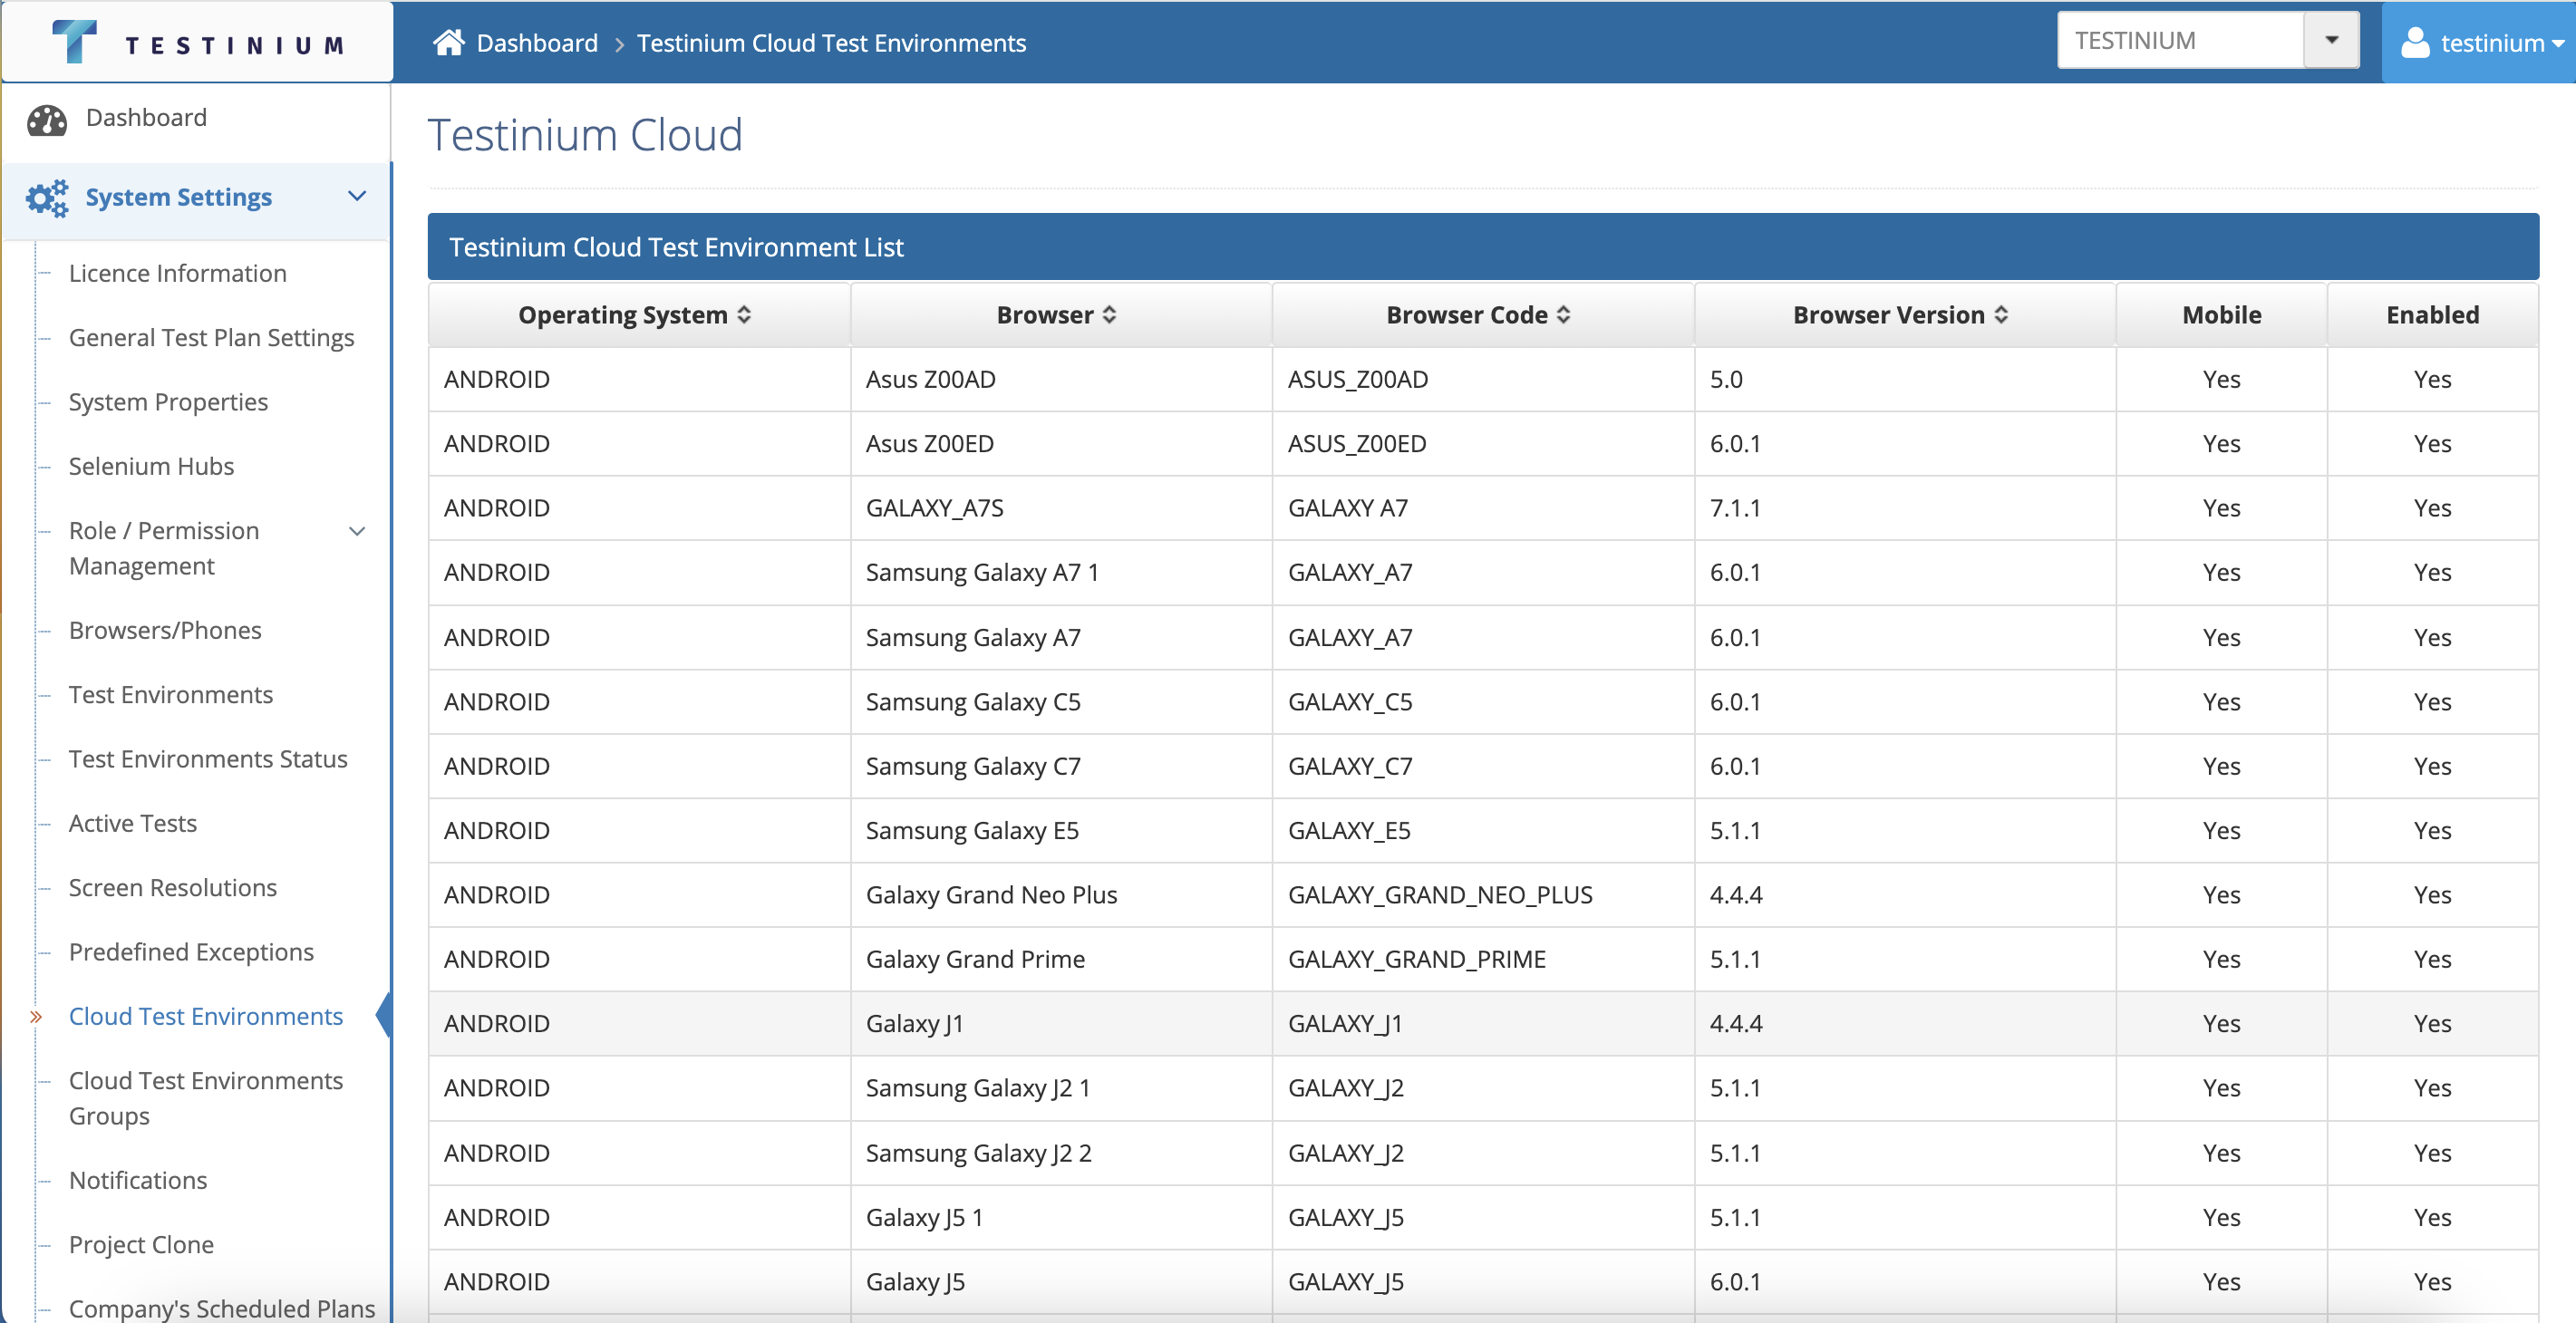 TESTINIUM
Dashboard > Testinium Cloud Test Environments
TESTINIUM
testinium
Dashboard
System Settings
Licence Information
General Test Plan Settings
System Properties
Selenium Hubs
Role / Permission
Management
Browsers/Phones
Test Environments
Test Environments Status
Active Tests
Screen Resolutions
Predefined Exceptions
» Cloud Test Environments
Cloud Test Environments
Groups
Notifications
Project Clone
Company's Scheduled Plans
Testinium Cloud
Testinium Cloud Test Environment List
Operating System Browser Browser Code Browser Version Mobile Enabled
ANDROID Asus Z00AD ASUS_Z00AD 5.0 Yes Yes
ANDROID Asus Z00ED ASUS_Z00ED 6.0.1 Yes Yes
ANDROID GALAXY_A7S GALAXY A7 7.1.1 Yes Yes
ANDROID Samsung Galaxy A7 1 GALAXY_A7 6.0.1 Yes Yes
ANDROID Samsung Galaxy A7 GALAXY_A7 6.0.1 Yes Yes
ANDROID Samsung Galaxy C5 GALAXY_C5 6.0.1 Yes Yes
ANDROID Samsung Galaxy C7 GALAXY_C7 6.0.1 Yes Yes
ANDROID Samsung Galaxy E5 GALAXY_E5 5.1.1 Yes Yes
ANDROID Galaxy Grand Neo Plus GALAXY_GRAND_NEO_PLUS 4.4.4 Yes Yes
ANDROID Galaxy Grand Prime GALAXY_GRAND_PRIME 5.1.1 Yes Yes
ANDROID Galaxy J1 GALAXY_J1 4.4.4 Yes Yes
ANDROID Samsung Galaxy J2 1 GALAXY_J2 5.1.1 Yes Yes
ANDROID Samsung Galaxy J2 2 GALAXY_J2 5.1.1 Yes Yes
ANDROID Galaxy J5 1 GALAXY_J5 5.1.1 Yes Yes
ANDROID Galaxy J5 GALAXY_J5 6.0.1 Yes Yes